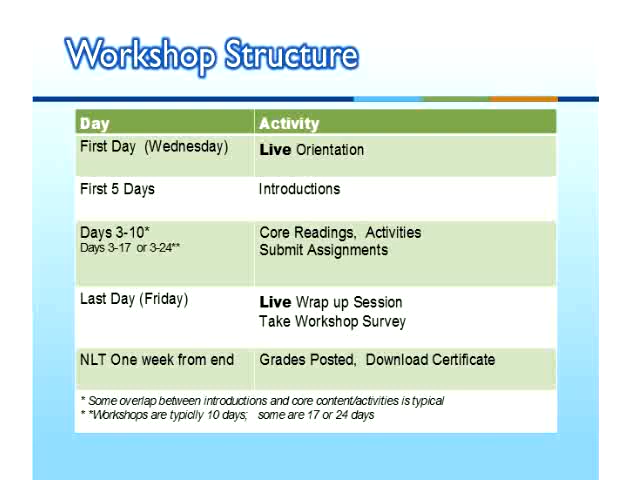 Workshop Structure
Day Activity
First Day (Wednesday) Live Orientation
First 5 Days Introductions
Days 3-10* Core Readings, Activities
Days 3-17 or 3-24** Submit Assignments
Last Day (Friday) Live Wrap up Session
Take Workshop Survey
NLT One week from end Grades Posted, Download Certificate
* Some overlap between introductions and core content/activities is typical
* *Workshops are typiclly 10 days; some are 17 or 24 days